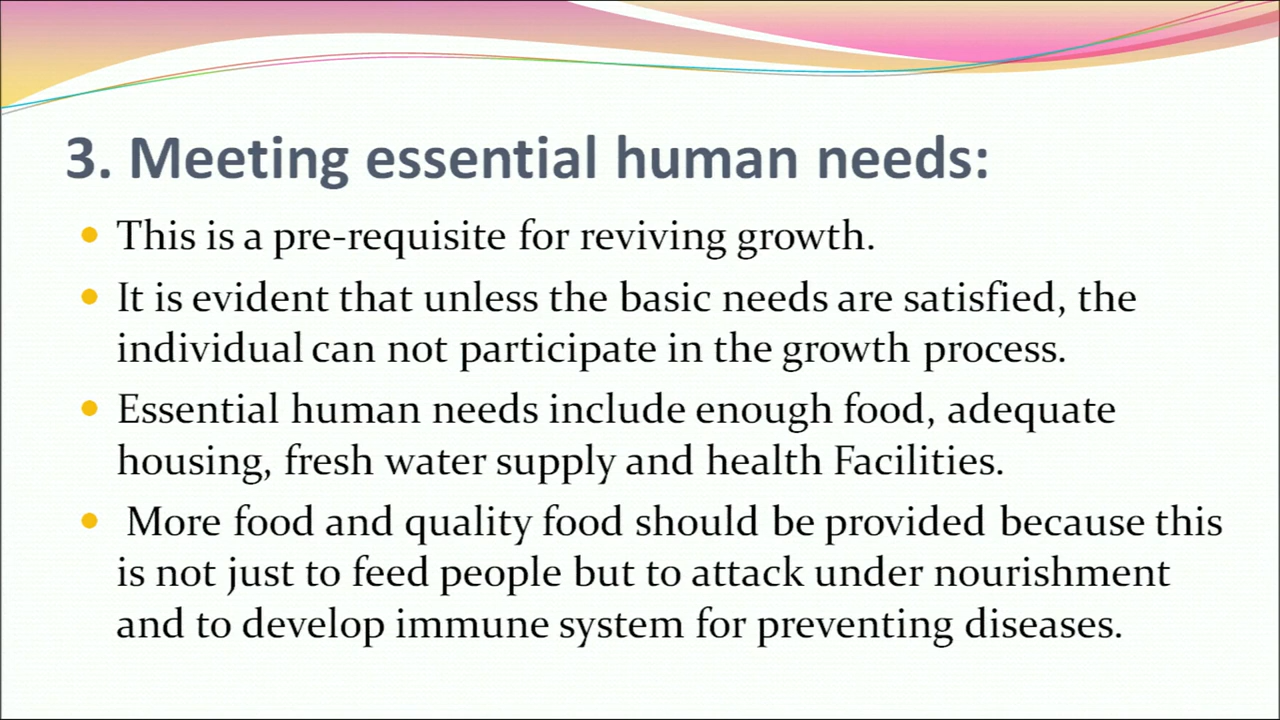 3. Meeting essential human needs:
This is a pre-requisite for reviving growth.
It is evident that unless the basic needs are satisfied, the
individual can not participate in the growth process.
Essential human needs include enough food, adequate
housing, fresh water supply and health Facilities.
More food and quality food should be provided because this
is not just to feed people but to attack under nourishment
and to develop immune system for preventing diseases.